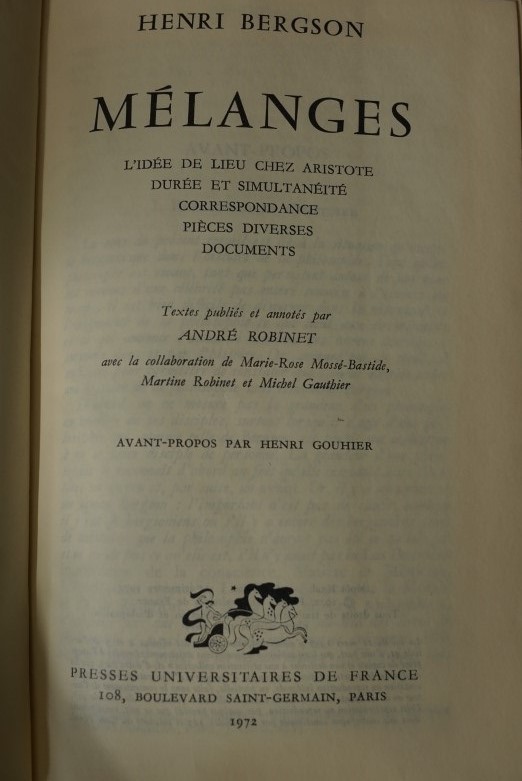 HENRI BERGSON
MÉLANGES
L'IDÉE DE LIEU CHEZ ARISTOTE
DURÉE ET SIMULTANÉITÉ
CORRESPONDANCE
PIÈCES DIVERSES
DOCUMENTS
Textes publiés et annotés par
ANDRÉ ROBINET
avec la collaboration de Marie-Rose Mossé-Bastide,
Martine Robinet et Michel Gauthier
AVANT-PROPOS PAR HENRI GOUHIER
PRESSES UNIVERSITAIRES DE FRANCE
108, BOULEVARD SAINT-GERMAIN, PARIS
1972